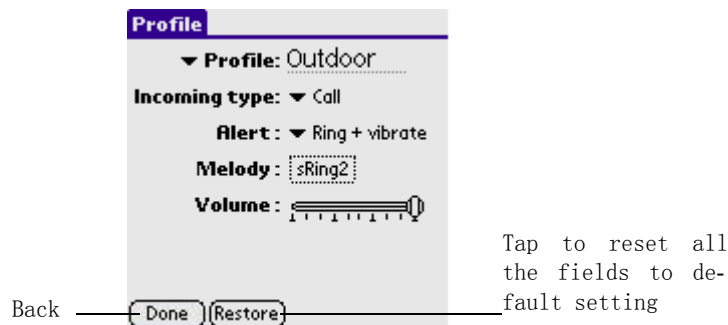 Profile
Profile: Outdoor
Incoming type: Call
Alert: Ring + vibrate
Melody: sRing2
Volume:
Tap to reset all
the fields to de-
fault setting
Back
Done Restore